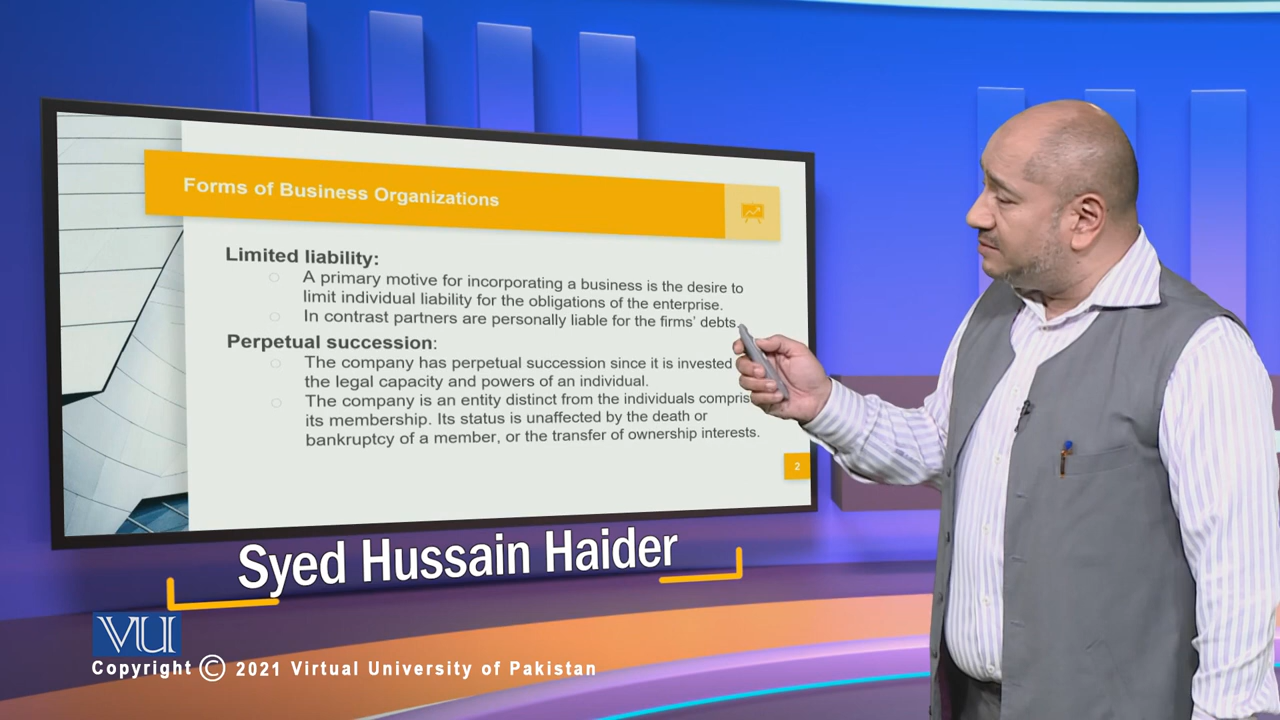 Forms of Business Organizations
Limited liability:
A primary motive for incorporating a business is the desire to
limit individual liability for the obligations of the enterprise.
In contrast partners are personally liable for the firms' debts.
Perpetual succession:
The company has perpetual succession since it is invested
the legal capacity and powers of an individual.
The company is an entity distinct from the individuals
its membership. Its status is unaffected by the death or
bankruptcy of a member, or the transfer of ownership interests.
2
Syed Hussain Haider
VU
Copyright © 2021 Virtual University of Pakistan